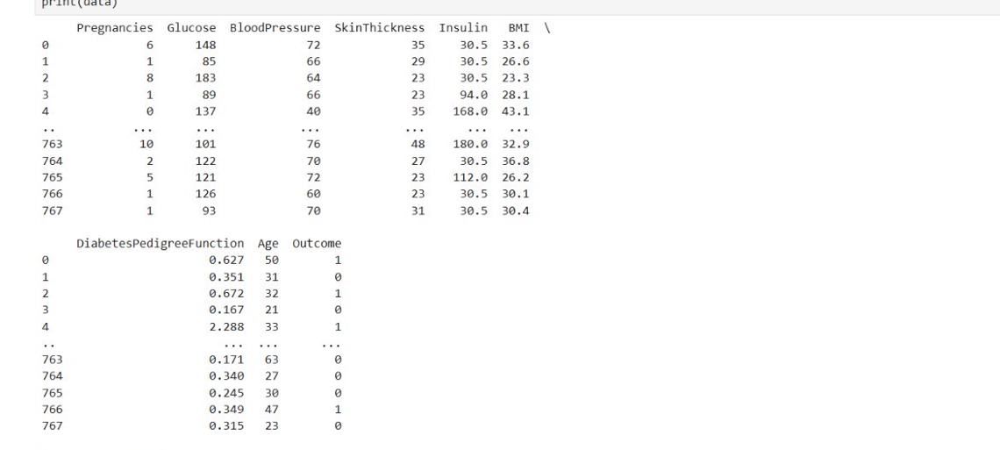 print(data)
Pregnancies Glucose BloodPressure SkinThickness Insulin BMI \
0 6 148 72 35 30.5 33.6
1 1 85 66 29 30.5 26.6
2 8 183 64 23 30.5 23.3
3 1 89 66 23 94.0 28.1
4 0 137 40 35 168.0 43.1
.. ... ... ... ... ... ...
763 10 101 76 48 180.0 32.9
764 2 122 70 27 30.5 36.8
765 5 121 72 23 112.0 26.2
766 1 126 60 23 30.5 30.1
767 1 93 70 31 30.5 30.4
DiabetesPedigreeFunction Age Outcome
0 0.627 50 1
1 0.351 31 0
2 0.672 32 1
3 0.167 21 0
4 2.288 33 1
.. ... ... ...
763 0.171 63 0
764 0.340 27 0
765 0.245 30 0
766 0.349 47 1
767 0.315 23 0